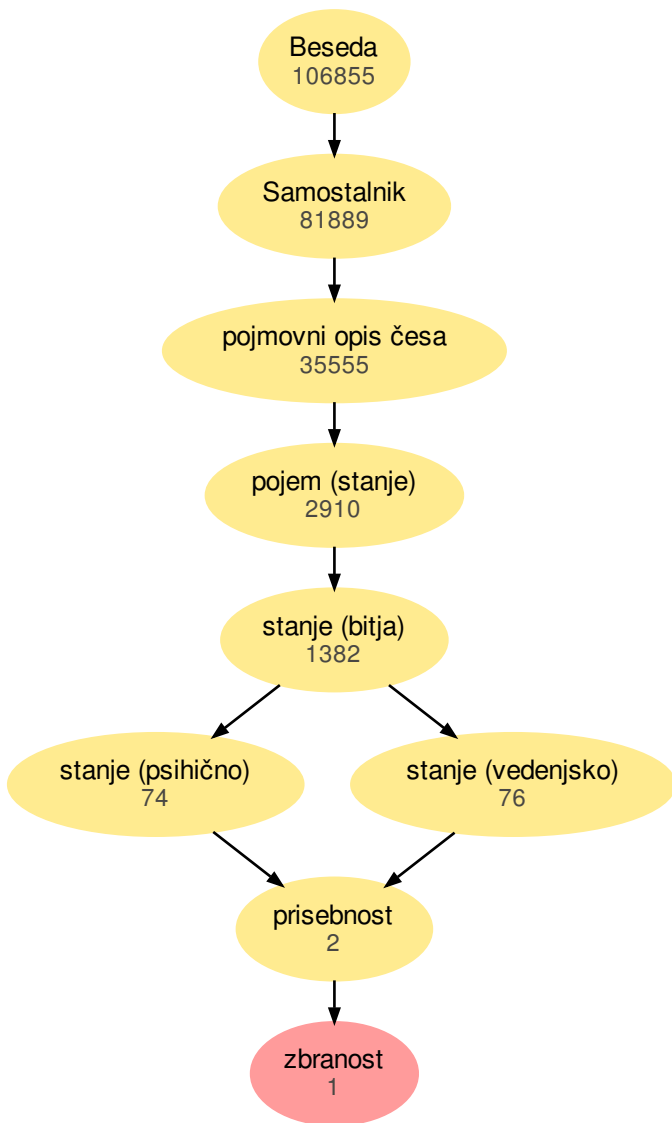 Beseda
106855
Samostalnik
81889
pojmovni opis česa
35555
pojem (stanje)
2910
stanje (bitja)
1382
stanje (psihično)
74
stanje (vedenjsko)
76
prisebnost
2
zbranost
1